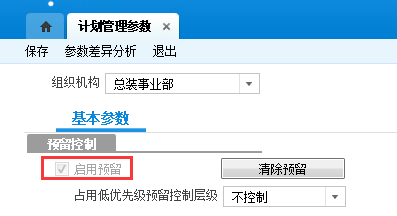 计划管理参数 ×
保存 参数差异分析 退出
组织机构 总装事业部
基本参数
预留控制
启用预留 清除预留
占用低优先级预留控制层级 不控制